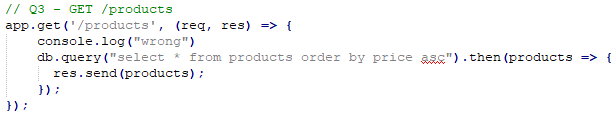 // Q3 - GET /products
app.get('/products', (req, res) => {
    console.log("wrong")
    db.query("select * from products order by price asc").then(products => {
      res.send(products);
    });
});